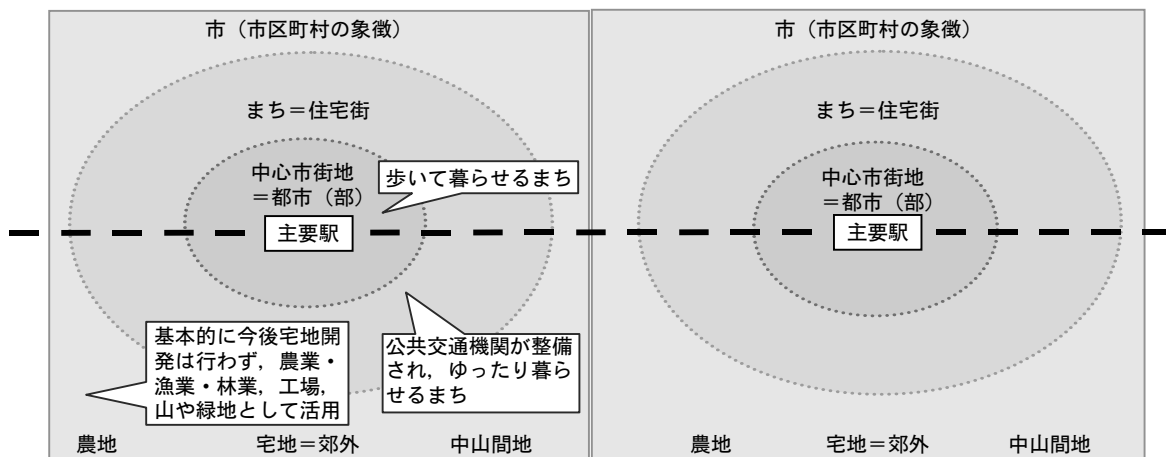 市（市区町村の象徴）
まち＝住宅街
中心市街地
＝都市（部）
主要駅
歩いて暮らせるまち
公共交通機関が整備
され，ゆったり暮ら
せるまち
基本的に今後宅地開
発は行わず，農業・
漁業・林業，工場，
山や緑地として活用
農地
宅地＝郊外
中山間地
市（市区町村の象徴）
まち＝住宅街
中心市街地
＝都市（部）
主要駅
農地
宅地＝郊外
中山間地